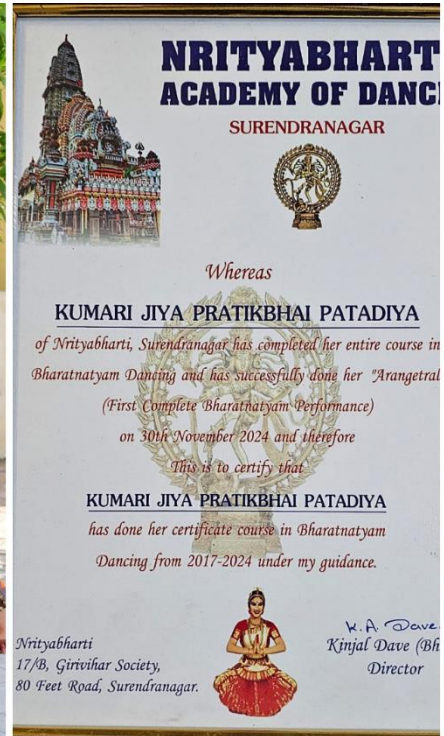 NRITYABHART
ACADEMY OF DANC
SURENDRANAGAR
Whereas
KUMARI JIYA PRATIKBHAI PATADIYA
of Nrityabharti, Surendranagar has completed her entire course in
Bharatnatyam Dancing and has successfully done her "Arangetral
(First Complete Bharatnatyam Performance)
on 30th November 2024 and therefore
This is to certify that
KUMARI JIYA PRATIKBHAI PATADIYA
has done her certificate course in Bharatnatyam
Dancing from 2017-2024 under my guidance.
K. A. Dave.
Nrityabharti
17/B, Girivihar Society,
80 Feet Road, Surendranagar.
Kinjal Dave (Bh
Director